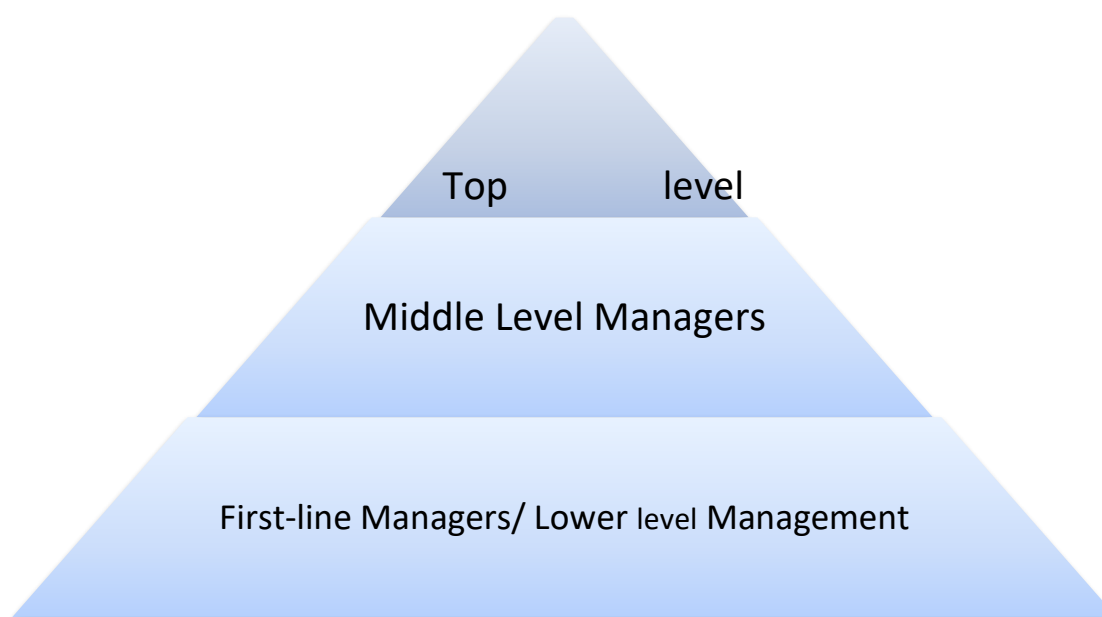 Top level
Middle Level Managers
First-line Managers/ Lower level Management